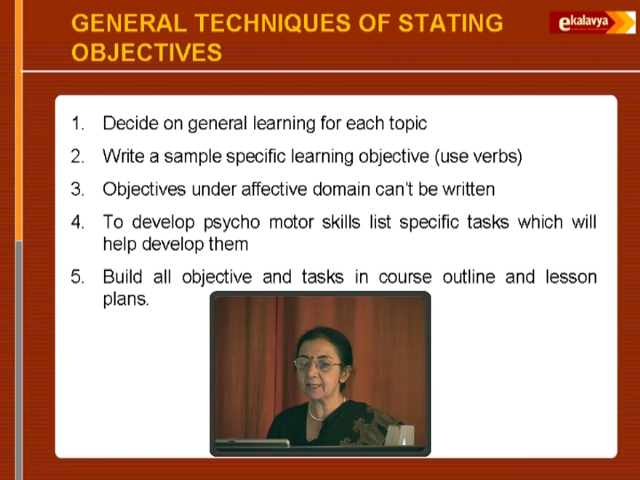 GENERAL TECHNIQUES OF STATING
OBJECTIVES
ekalavya
1. Decide on general learning for each topic
2. Write a sample specific learning objective (use verbs)
3. Objectives under affective domain can't be written
4. To develop psycho motor skills list specific tasks which will
help develop them
5. Build all objective and tasks in course outline and lesson
plans.